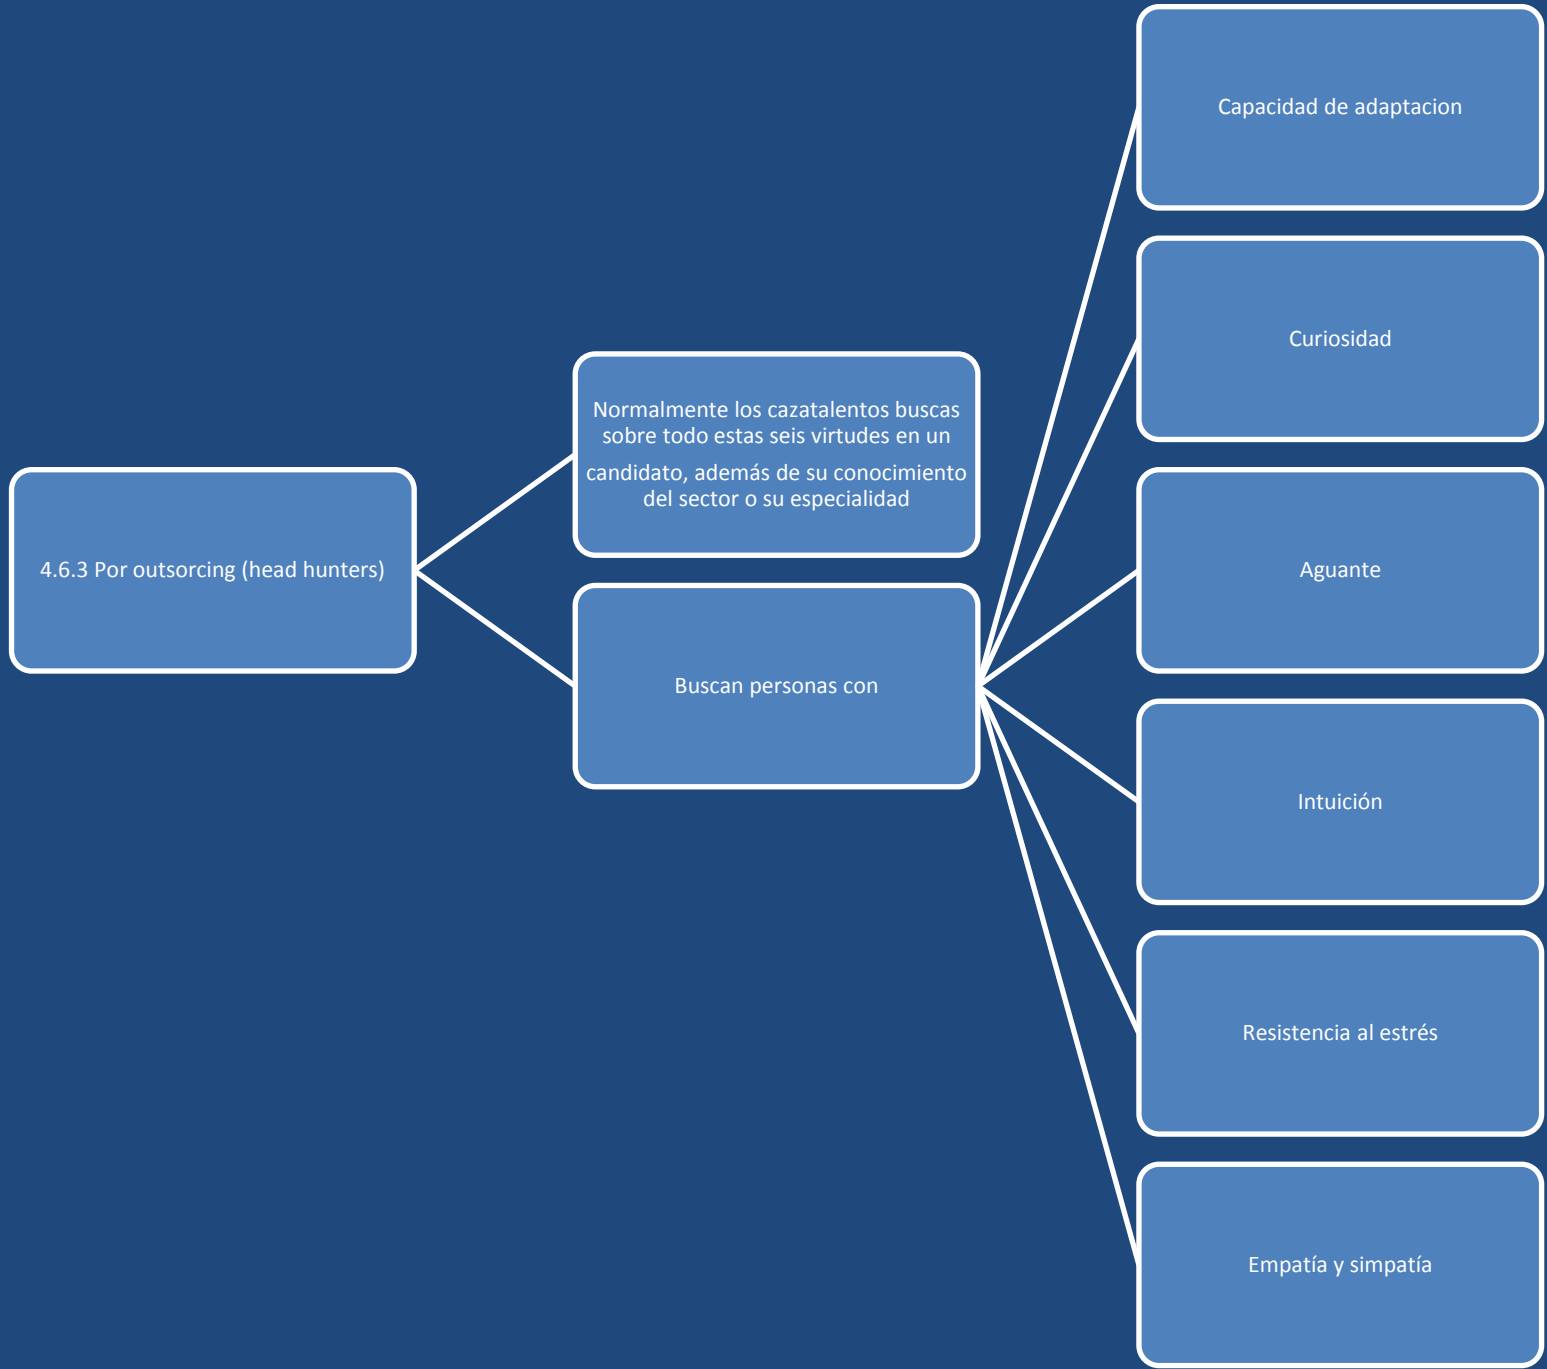 4.6.3 Por outsorcing (head hunters)
Normalmente los cazatalentos buscas
sobre todo estas seis virtudes en un
candidato, además de su conocimiento
del sector o su especialidad
Buscan personas con
Capacidad de adaptacion
Curiosidad
Aguante
Intuición
Resistencia al estrés
Empatía y simpatía